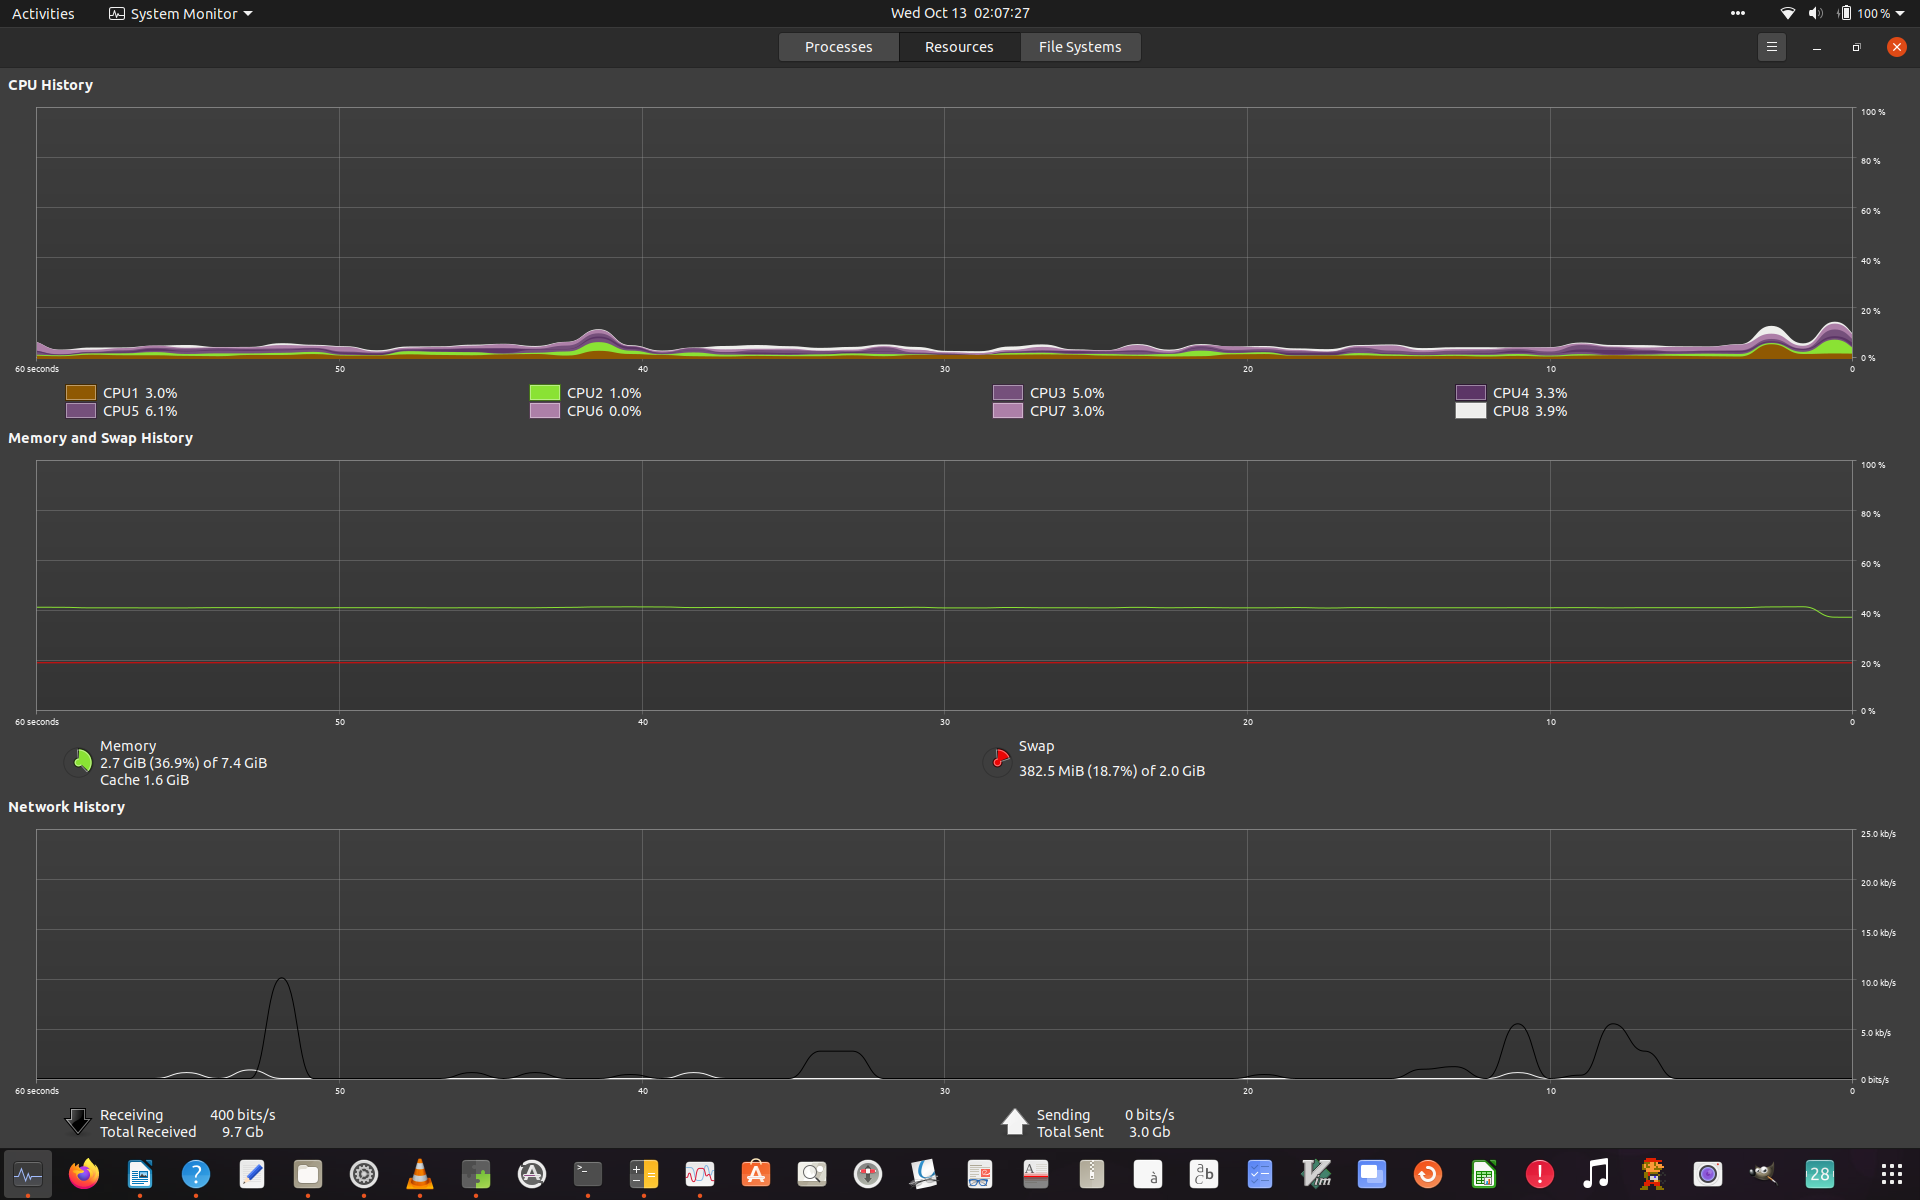 Activities System Monitor Wed Oct 13 02:07:27 100 %
Processes Resources File Systems
CPU History
100 %
80 %
60 %
40 %
20 %
0 %
60 seconds 50 40 30 20 10 0
CPU1 3.0% CPU2 1.0% CPU3 5.0% CPU4 3.3%
CPU5 6.1% CPU6 0.0% CPU7 3.0% CPU8 3.9%
Memory and Swap History
100 %
80 %
60 %
40 %
20 %
0 %
60 seconds 50 40 30 20 10 0
Memory
2.7 GiB (36.9%) of 7.4 GiB
Cache 1.6 GiB
Swap
382.5 MiB (18.7%) of 2.0 GiB
Network History
25.0 kb/s
20.0 kb/s
15.0 kb/s
10.0 kb/s
5.0 kb/s
0 bits/s
60 seconds 50 40 30 20 10 0
Receiving 400 bits/s
Total Received 9.7 Gb
Sending 0 bits/s
Total Sent 3.0 Gb
28